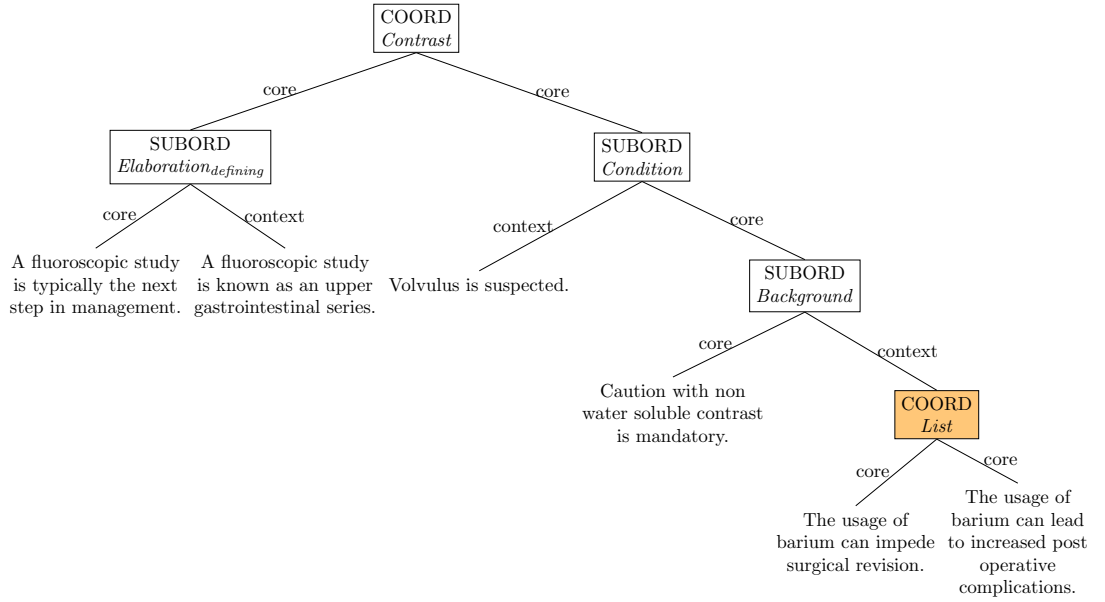 COORD
Contrast
core
core
SUBORD
Elaboration_defining
SUBORD
Condition
core
context
context
core
A fluoroscopic study
is typically the next
step in management.
A fluoroscopic study
is known as an upper
gastrointestinal series.
Volvulus is suspected.
SUBORD
Background
core
context
Caution with non
water soluble contrast
is mandatory.
COORD
List
core
core
The usage of
barium can impede
surgical revision.
The usage of
barium can lead
to increased post
operative
complications.